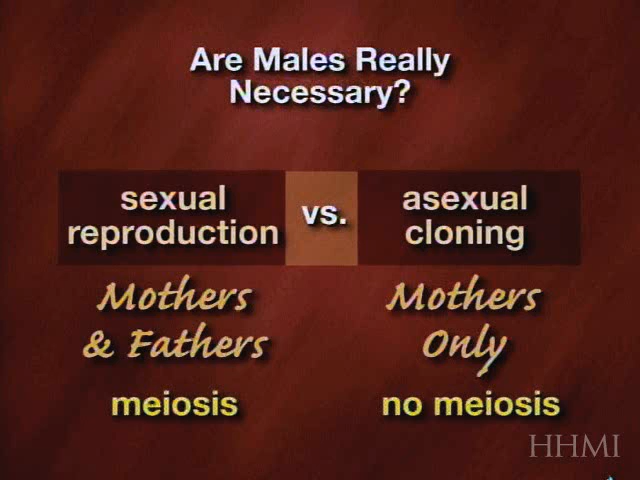 Are Males Really
Necessary?
sexual
reproduction
vs.
asexual
cloning
Mothers
& Fathers
Mothers
Only
meiosis
no meiosis
HHMI